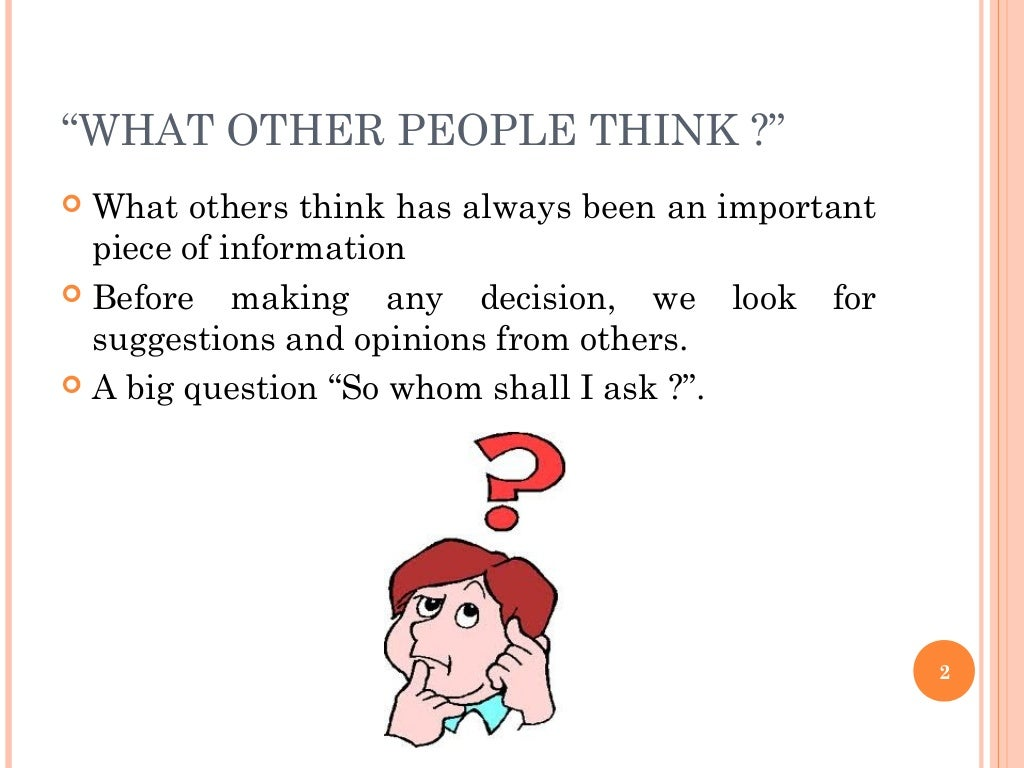 “WHAT OTHER PEOPLE THINK ?”
What others think has always been an important
piece of information
Before making any decision, we look for
suggestions and opinions from others.
A big question “So whom shall I ask ?”.
?
2